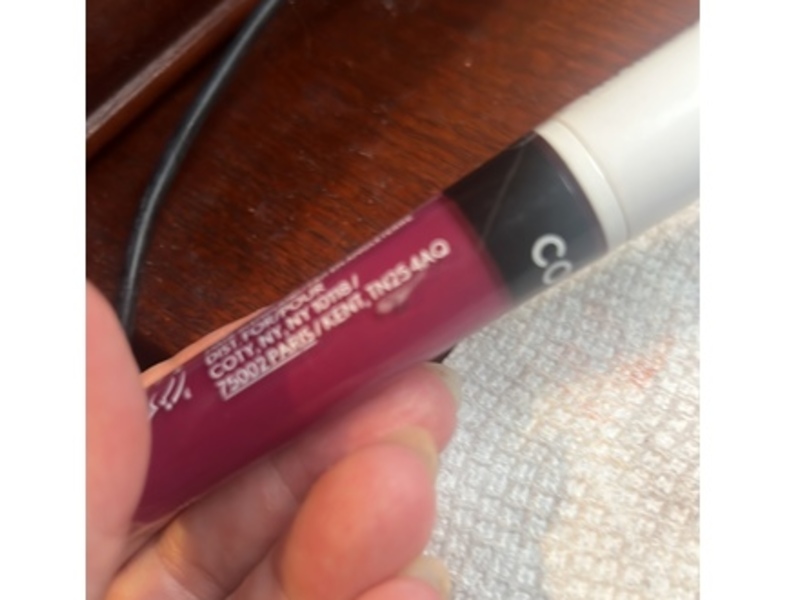 DIST. FOR/POUR
COTY, NY, NY 10118 /
75002 PARIS / KENT, TN25 4AQ
CO